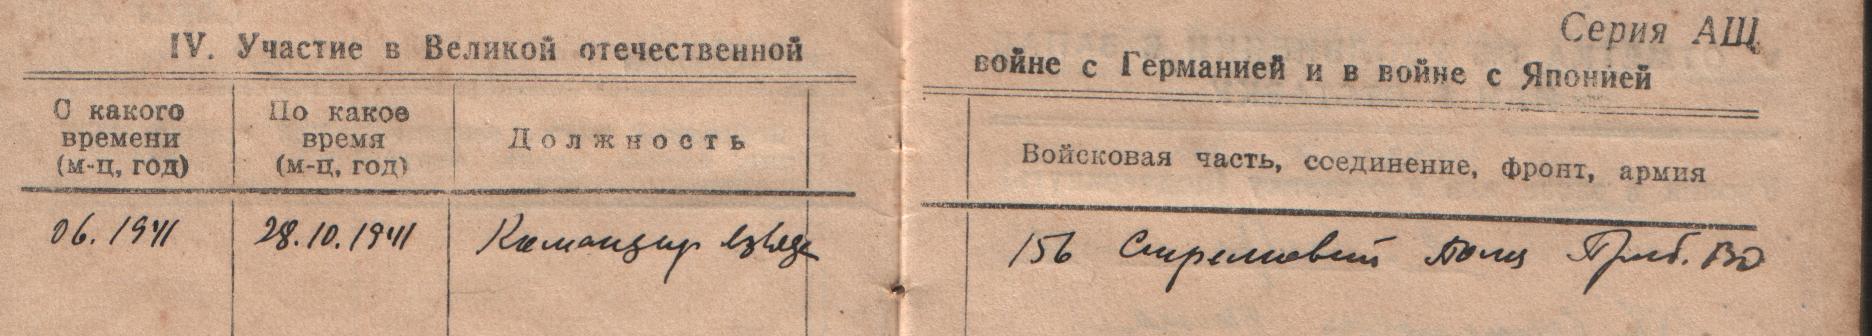 Серия АЩ
IV. Участие в Великой отечественной войне с Германией и в войне с Японией
С какого времени (м-ц, год)
По какое время (м-ц, год)
Должность
Войсковая часть, соединение, фронт, армия
06.1941
28.10.1941
Командир взвода
156 Стрелковый полк Приб. ВО